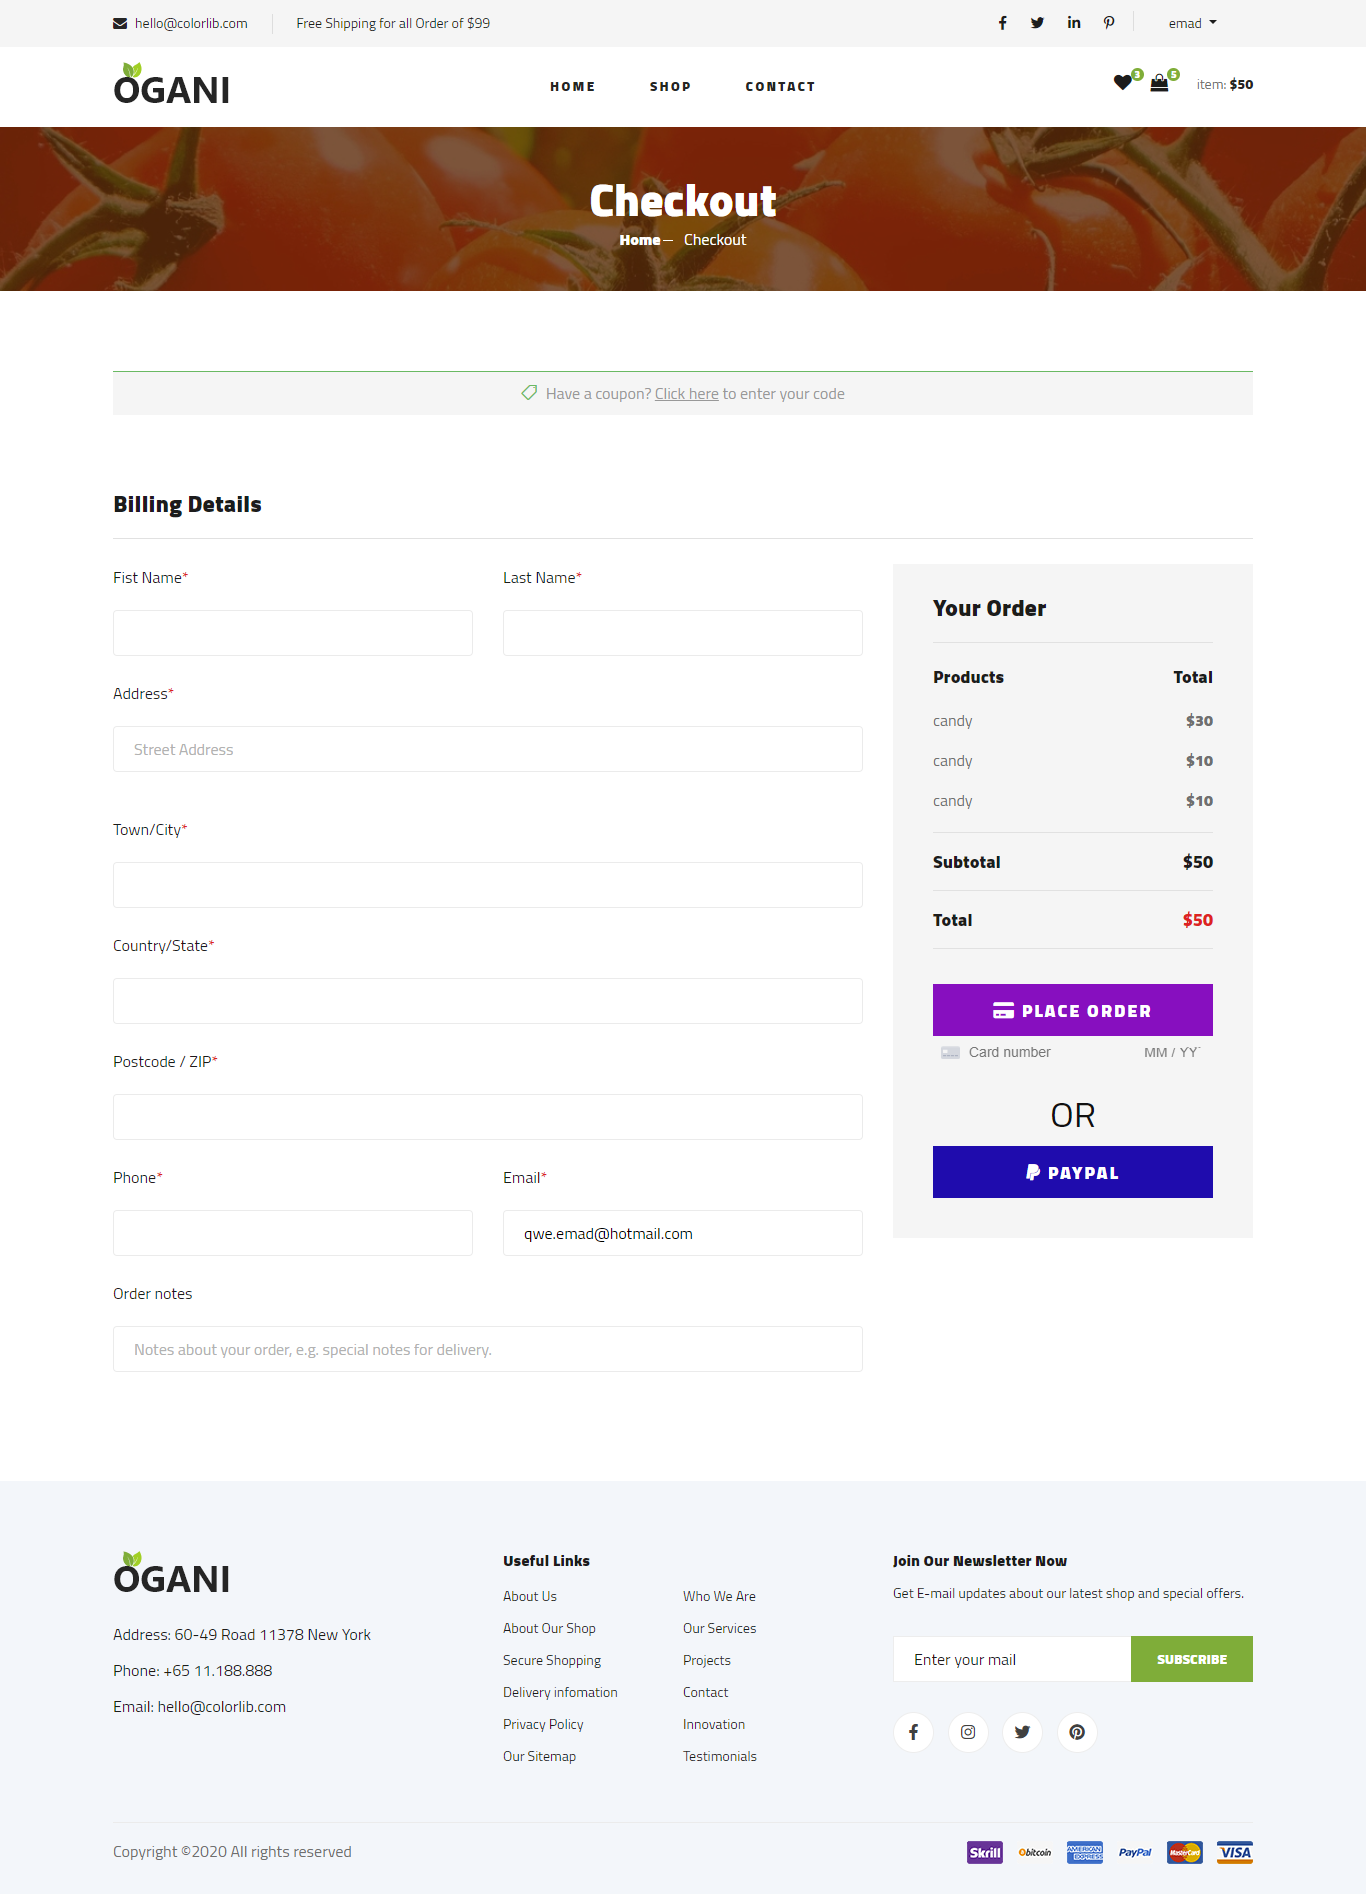 hello@colorlib.com
Free Shipping for all Order of $99
emad
OGANI
HOME
SHOP
CONTACT
3
5
item: $50
Checkout
Home – Checkout
Have a coupon? Click here to enter your code
Billing Details
Fist Name*
Last Name*
Address*
Street Address
Town/City*
Country/State*
Postcode / ZIP*
Phone*
Email*
qwe.emad@hotmail.com
Order notes
Notes about your order, e.g. special notes for delivery.
Your Order
Products Total
candy $30
candy $10
candy $10
Subtotal $50
Total $50
PLACE ORDER
Card number MM / YY
OR
PAYPAL
OGANI
Address: 60-49 Road 11378 New York
Phone: +65 11.188.888
Email: hello@colorlib.com
Useful Links
About Us
About Our Shop
Secure Shopping
Delivery infomation
Privacy Policy
Our Sitemap
Who We Are
Our Services
Projects
Contact
Innovation
Testimonials
Join Our Newsletter Now
Get E-mail updates about our latest shop and special offers.
Enter your mail
SUBSCRIBE
Copyright ©2020 All rights reserved
Skrill
bitcoin
AMERICAN EXPRESS
PayPal
MasterCard
VISA